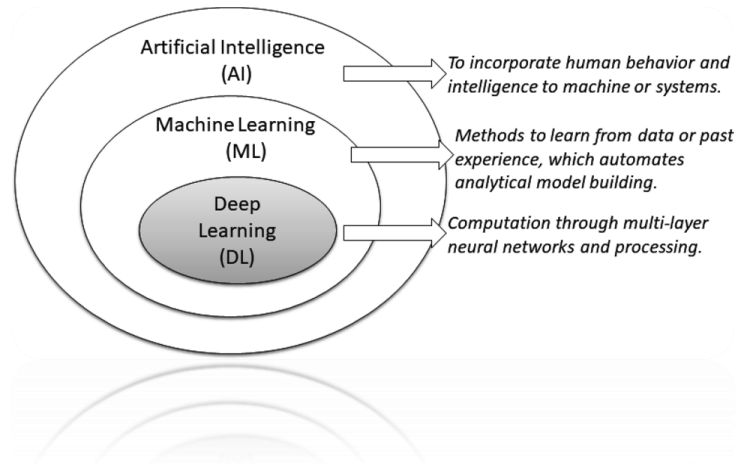 Artificial Intelligence
(AI)
To incorporate human behavior and
intelligence to machine or systems.
Machine Learning
(ML)
Methods to learn from data or past
experience, which automates
analytical model building.
Deep
Learning
(DL)
Computation through multi-layer
neural networks and processing.